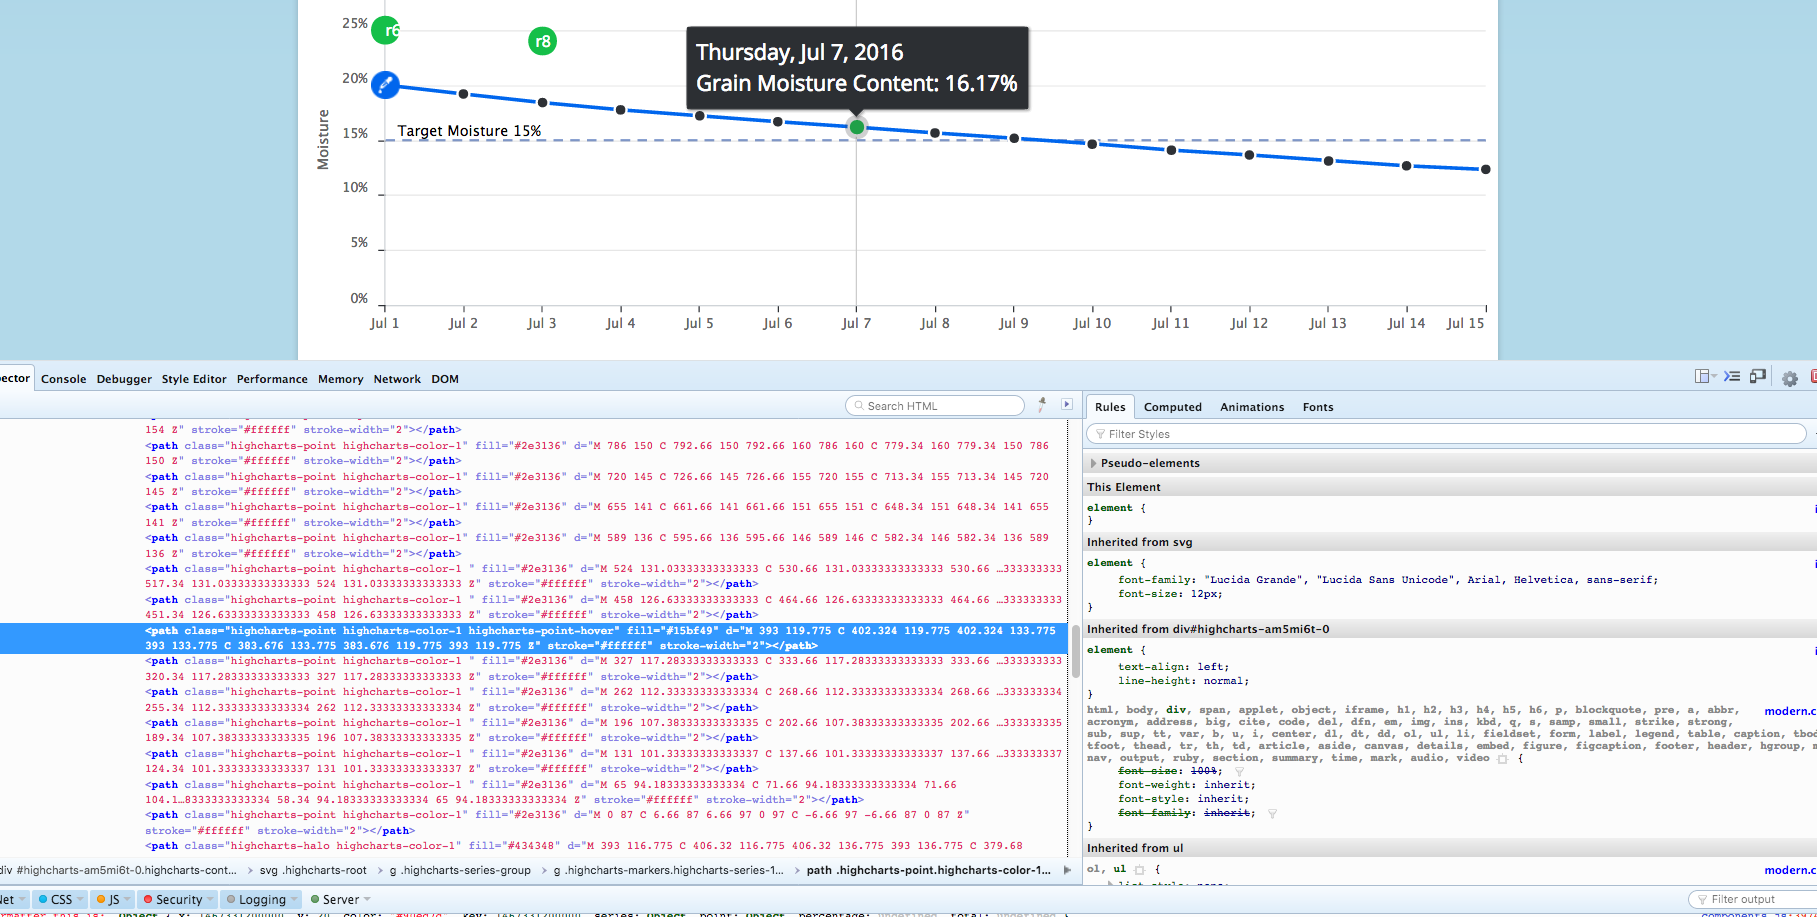 25%
r6
r8
Thursday, Jul 7, 2016
Grain Moisture Content: 16.17%
20%
Target Moisture 15%
15%
Moisture
10%
5%
0%
Jul 1 Jul 2 Jul 3 Jul 4 Jul 5 Jul 6 Jul 7 Jul 8 Jul 9 Jul 10 Jul 11 Jul 12 Jul 13 Jul 14 Jul 15
ector Console Debugger Style Editor Performance Memory Network DOM
Search HTML
154 Z" stroke="#ffffff" stroke-width="2"></path>
<path class="highcharts-point highcharts-color-1" fill="#2e3136" d="M 786 150 C 792.66 150 792.66 160 786 160 C 779.34 160 779.34 150 786
150 Z" stroke="#ffffff" stroke-width="2"></path>
<path class="highcharts-point highcharts-color-1" fill="#2e3136" d="M 720 145 C 726.66 145 726.66 155 720 155 C 713.34 155 713.34 145 720
145 Z" stroke="#ffffff" stroke-width="2"></path>
<path class="highcharts-point highcharts-color-1" fill="#2e3136" d="M 655 141 C 661.66 141 661.66 151 655 151 C 648.34 151 648.34 141 655
141 Z" stroke="#ffffff" stroke-width="2"></path>
<path class="highcharts-point highcharts-color-1" fill="#2e3136" d="M 589 136 C 595.66 136 595.66 146 589 146 C 582.34 146 582.34 136 589
136 Z" stroke="#ffffff" stroke-width="2"></path>
<path class="highcharts-point highcharts-color-1 " fill="#2e3136" d="M 524 131.03333333333333 C 530.66 131.03333333333333 530.66 …333333333
517.34 131.03333333333333 524 131.03333333333333 Z" stroke="#ffffff" stroke-width="2"></path>
<path class="highcharts-point highcharts-color-1 " fill="#2e3136" d="M 458 126.63333333333333 C 464.66 126.63333333333333 464.66 …333333333
451.34 126.63333333333333 458 126.63333333333333 Z" stroke="#ffffff" stroke-width="2"></path>
<path class="highcharts-point highcharts-color-1 highcharts-point-hover" fill="#15bf49" d="M 393 119.775 C 402.324 119.775 402.324 133.775
393 133.775 C 383.676 133.775 383.676 119.775 393 119.775 Z" stroke="#ffffff" stroke-width="2"></path>
<path class="highcharts-point highcharts-color-1 " fill="#2e3136" d="M 327 117.28333333333333 C 333.66 117.28333333333333 333.66 …333333333
320.34 117.28333333333333 327 117.28333333333333 Z" stroke="#ffffff" stroke-width="2"></path>
<path class="highcharts-point highcharts-color-1 " fill="#2e3136" d="M 262 112.33333333333334 C 268.66 112.33333333333334 268.66 …333333334
255.34 112.33333333333334 262 112.33333333333334 Z" stroke="#ffffff" stroke-width="2"></path>
<path class="highcharts-point highcharts-color-1 " fill="#2e3136" d="M 196 107.38333333333335 C 202.66 107.38333333333335 202.66 …333333335
189.34 107.38333333333335 196 107.38333333333335 Z" stroke="#ffffff" stroke-width="2"></path>
<path class="highcharts-point highcharts-color-1 " fill="#2e3136" d="M 131 101.33333333333337 C 137.66 101.33333333333337 137.66 …333333337
124.34 101.33333333333337 131 101.33333333333337 Z" stroke="#ffffff" stroke-width="2"></path>
<path class="highcharts-point highcharts-color-1 " fill="#2e3136" d="M 65 94.18333333333334 C 71.66 94.18333333333334 71.66
104.1…8333333333334 58.34 94.18333333333334 65 94.18333333333334 Z" stroke="#ffffff" stroke-width="2"></path>
<path class="highcharts-point highcharts-color-1" fill="#2e3136" d="M 0 87 C 6.66 87 6.66 97 0 97 C -6.66 97 -6.66 87 0 87 Z"
stroke="#ffffff" stroke-width="2"></path>
<path class="highcharts-halo highcharts-color-1" fill="#434348" d="M 393 116.775 C 406.32 116.775 406.32 136.775 393 136.775 C 379.68
div #highcharts-am5mi6t-0.highcharts-cont... svg .highcharts-root g .highcharts-series-group g .highcharts-markers.highcharts-series-1... path .highcharts-point.highcharts-color-1...
Net CSS JS Security Logging Server
Rules Computed Animations Fonts
Filter Styles
Pseudo-elements
This Element
element {
}
Inherited from svg
element {
font-family: "Lucida Grande", "Lucida Sans Unicode", Arial, Helvetica, sans-serif;
font-size: 12px;
}
Inherited from div#highcharts-am5mi6t-0
element {
text-align: left;
line-height: normal;
}
html, body, div, span, applet, object, iframe, h1, h2, h3, h4, h5, h6, p, blockquote, pre, a, abbr, modern.c
acronym, address, big, cite, code, del, dfn, em, img, ins, kbd, q, s, samp, small, strike, strong,
sub, sup, tt, var, b, u, i, center, dl, dt, dd, ol, ul, li, fieldset, form, label, legend, table, caption, tbod
tfoot, thead, tr, th, td, article, aside, canvas, details, embed, figure, figcaption, footer, header, hgroup, m
nav, output, ruby, section, summary, time, mark, audio, video {
font-size: 100%;
font-weight: inherit;
font-style: inherit;
font-family: inherit;
}
Inherited from ul
ol, ul { modern.c
Filter output